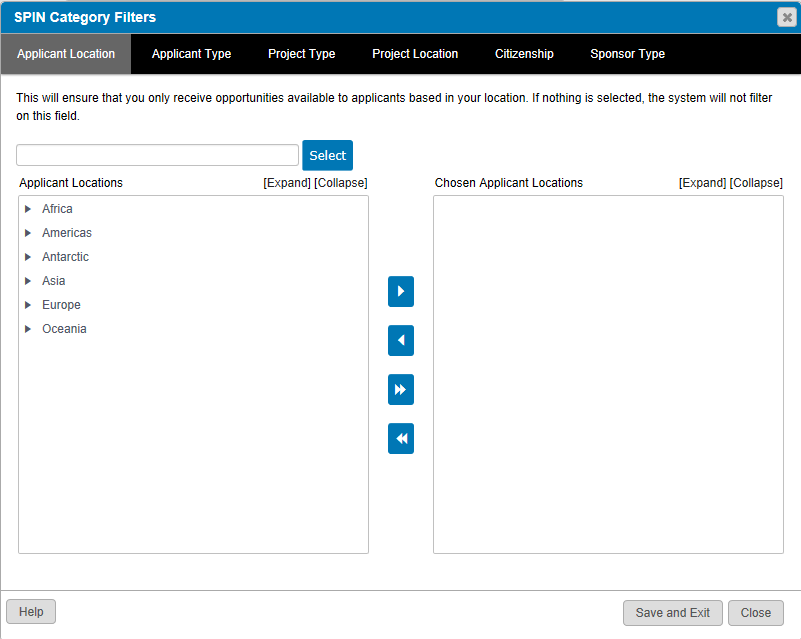 SPIN Category Filters
Applicant Location Applicant Type Project Type Project Location Citizenship Sponsor Type
This will ensure that you only receive opportunities available to applicants based in your location. If nothing is selected, the system will not filter
on this field.
Select
Applicant Locations [Expand] [Collapse] Chosen Applicant Locations [Expand] [Collapse]
Africa
Americas
Antarctic
Asia
Europe
Oceania
Help Save and Exit Close